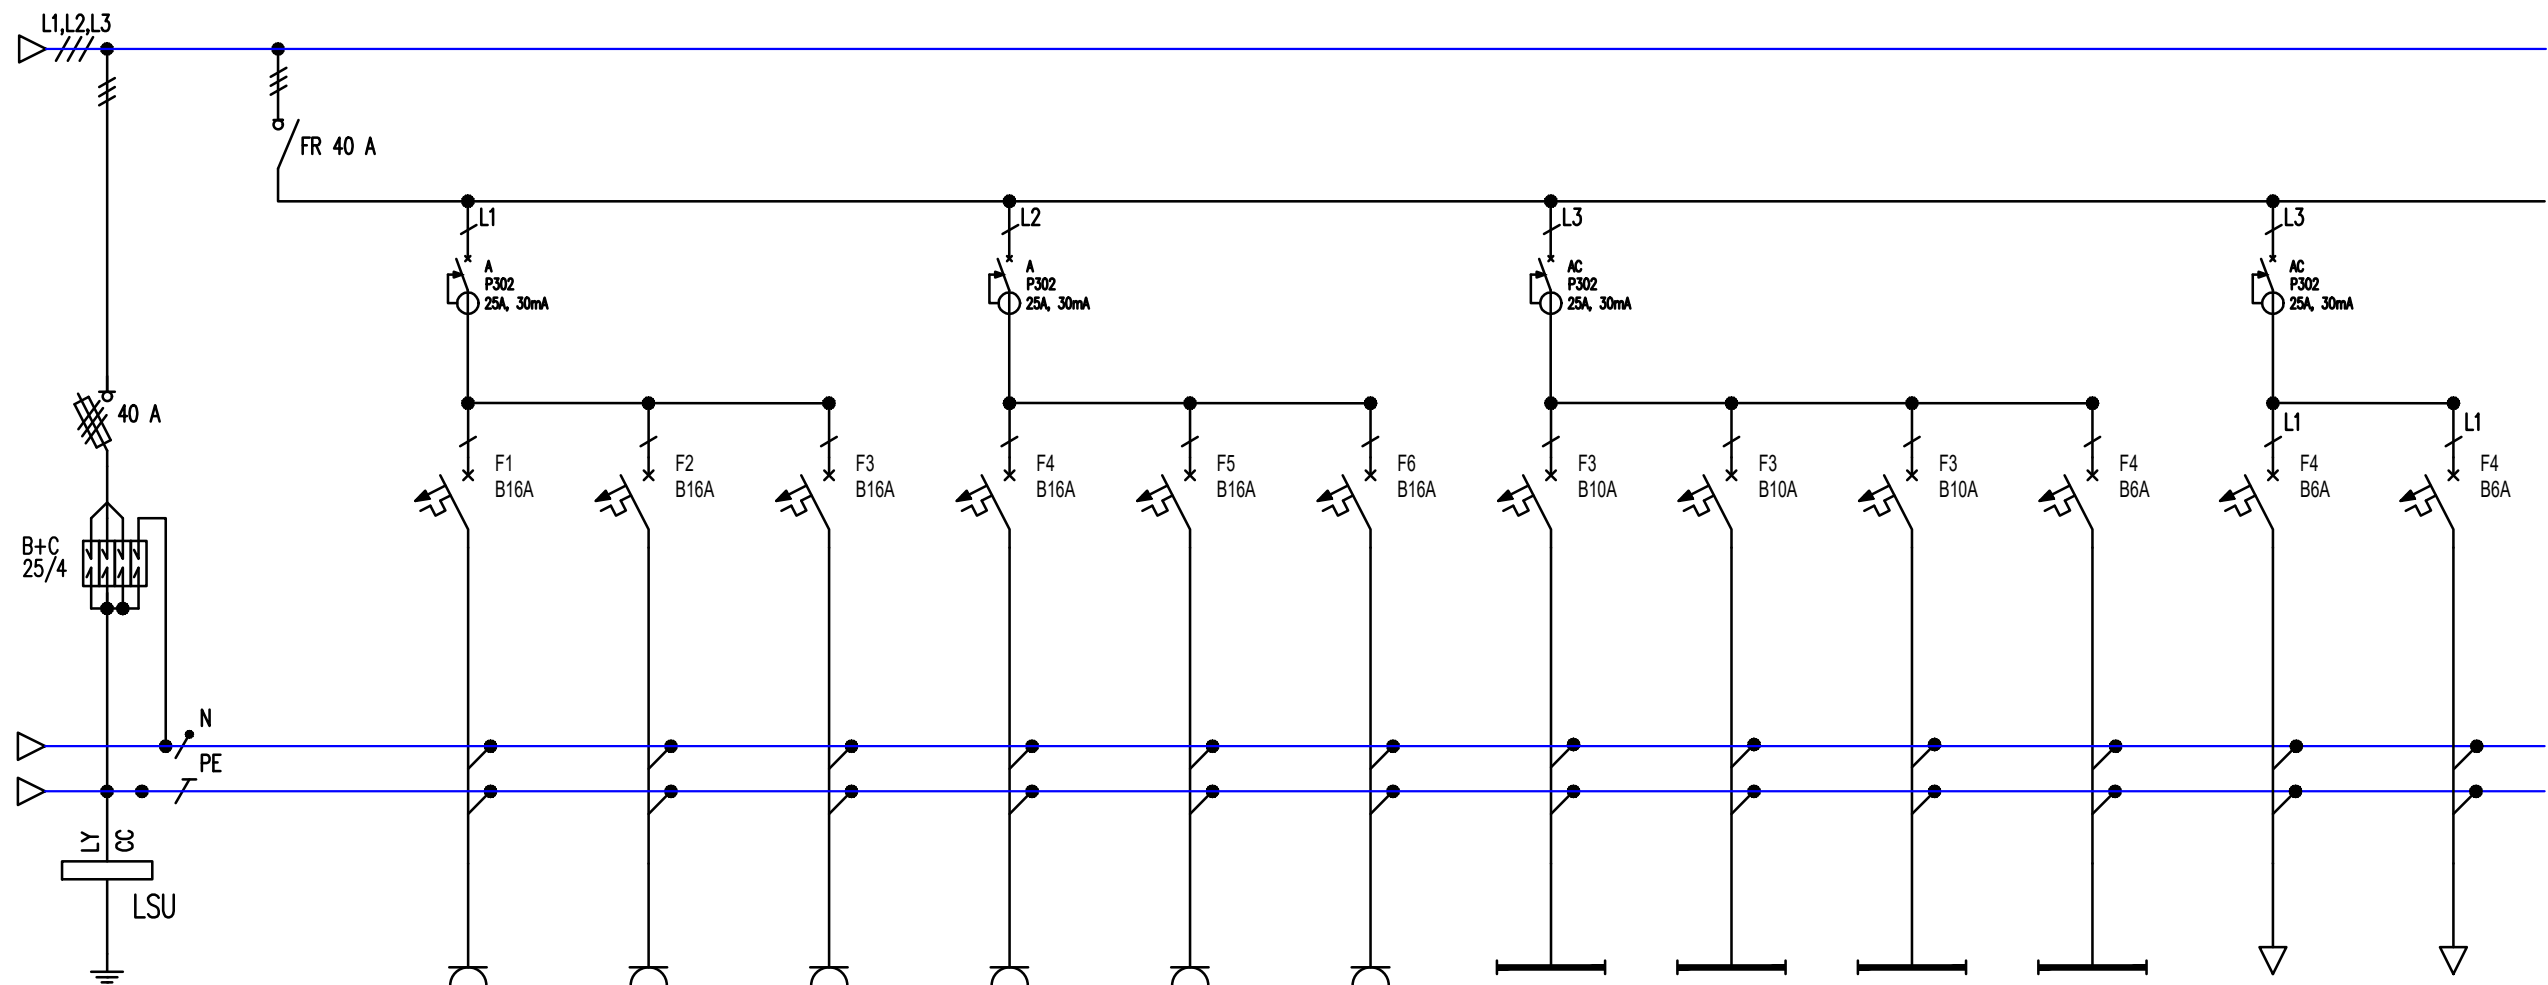 L1,L2,L3
FR 40 A
L1
L2
L3
L3
A
P302
25A, 30mA
A
P302
25A, 30mA
AC
P302
25A, 30mA
AC
P302
25A, 30mA
40 A
L1
L1
F1
B16A
F2
B16A
F3
B16A
F4
B16A
F5
B16A
F6
B16A
F3
B10A
F3
B10A
F3
B10A
F4
B6A
F4
B6A
F4
B6A
B+C
25/4
N
PE
LY
CC
LSU